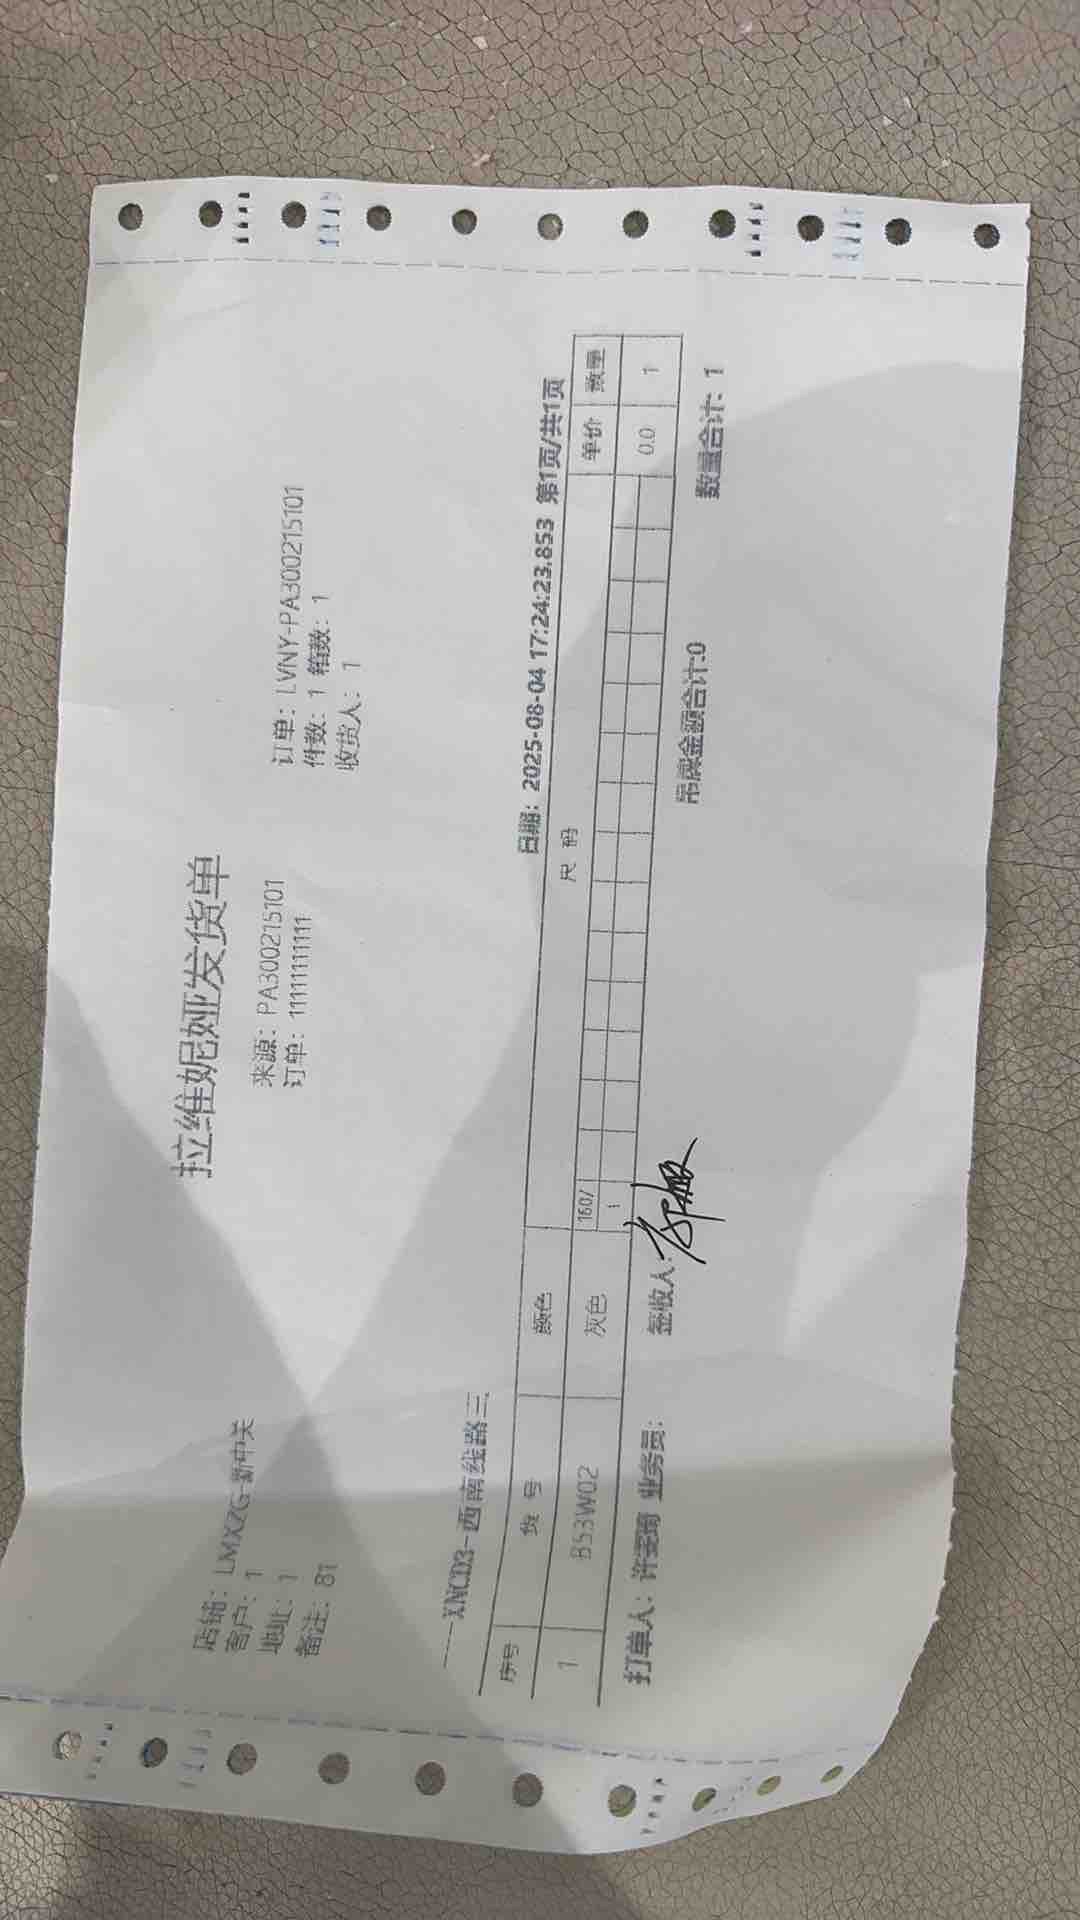 拉维妮娅发货单
店铺: LMXZG-新中关
来源: PA300215101
订单: LVNY-PA300215101
客户: 1
订单: 11111111111
件数: 1 箱数: 1
地址: 1
收货人: 1
备注: 81
----XNCD3-西南线路三
日期: 2025-08-04 17:24:23.853 第1页/共1页
序号 货 号 颜色 尺 码 单价 数量
1 B53W02 灰色 160/ 0.0 1
1
打单人: 业务员: 签收人: 吊牌金额合计:0 数量合计: 1